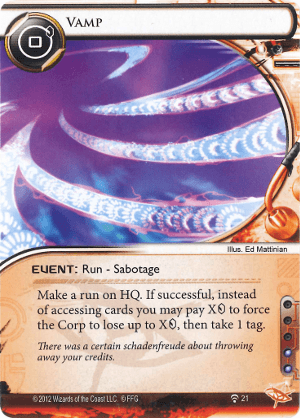 Vamp
Illus. Ed Mattinian
EVENT: Run - Sabotage
Make a run on HQ. If successful, instead
of accessing cards you may pay X to force
the Corp to lose up to X, then take 1 tag.
There was a certain schadenfreude about throwing
away your credits.
© 2012 Wizards of the Coast LLC. © FFG
21